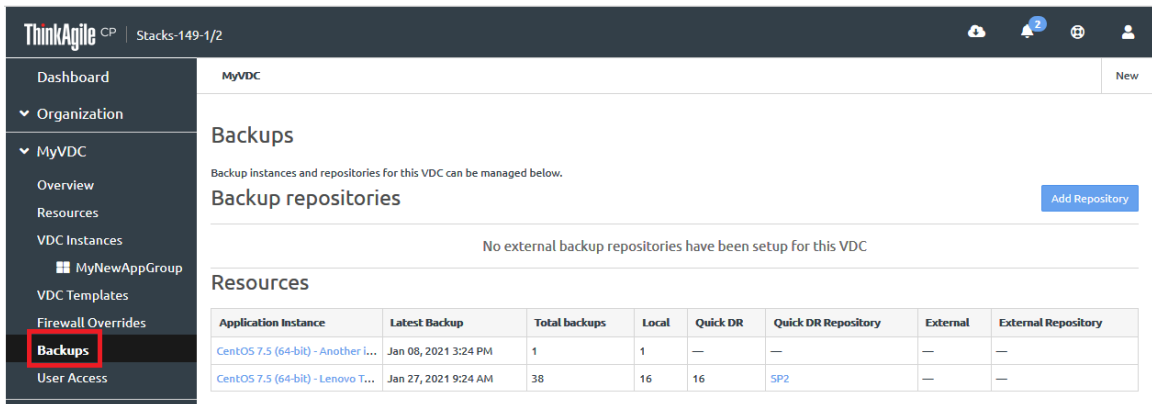 ThinkAgile CP | Stacks-149-1/2
2
Dashboard
Organization
MyVDC
Overview
Resources
VDC Instances
MyNewAppGroup
VDC Templates
Firewall Overrides
Backups
User Access
MyVDC
New
Backups
Backup instances and repositories for this VDC can be managed below.
Backup repositories
Add Repository
No external backup repositories have been setup for this VDC
Resources
Application Instance Latest Backup Total backups Local Quick DR Quick DR Repository External External Repository
CentOS 7.5 (64-bit) - Another i... Jan 08, 2021 3:24 PM 1 1 — — — —
CentOS 7.5 (64-bit) - Lenovo T... Jan 27, 2021 9:24 AM 38 16 16 SP2 — —